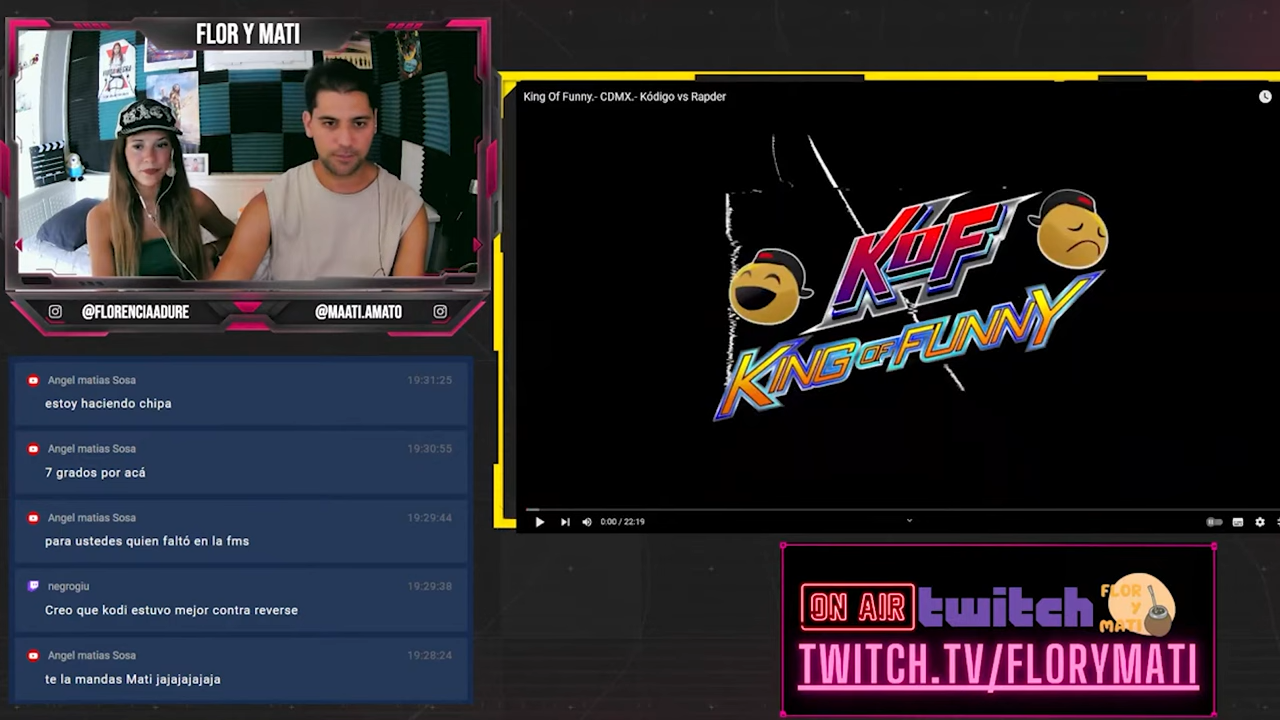 FLOR Y MATI
@FLORENCIAADURE
@MAATI.AMATO
Angel matias Sosa
19:31:25
estoy haciendo chipa
Angel matias Sosa
19:30:55
7 grados por acá
Angel matias Sosa
19:29:44
para ustedes quien faltó en la fms
negrogiu
19:29:38
Creo que kodi estuvo mejor contra reverse
Angel matias Sosa
19:28:24
te la mandas Mati jajajajaja
King Of Funny.- CDMX.- Kódigo vs Rapder
KOF
KING OF FUNNY
0:00 / 22:19
ON AIR
twitch
FLOR
Y
MATI
TWITCH.TV/FLORYMATI